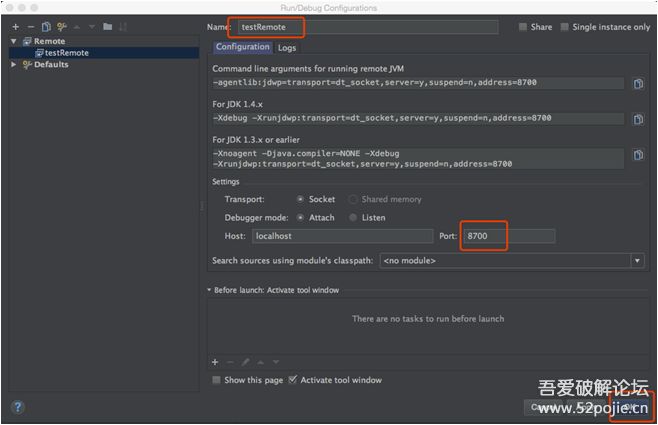 Run/Debug Configurations
Name: testRemote
Share
Single instance only
Remote
testRemote
Defaults
Configuration
Logs
Command line arguments for running remote JVM
-agentlib:jdwp=transport=dt_socket,server=y,suspend=n,address=8700
For JDK 1.4.x
-Xdebug -Xrunjdwp:transport=dt_socket,server=y,suspend=n,address=8700
For JDK 1.3.x or earlier
-Xnoagent -Djava.compiler=NONE -Xdebug
-Xrunjdwp:transport=dt_socket,server=y,suspend=n,address=8700
Settings
Transport: Socket Shared memory
Debugger mode: Attach Listen
Host: localhost Port: 8700
Search sources using module's classpath: <no module>
Before launch: Activate tool window
There are no tasks to run before launch
Show this page Activate tool window
吾爱破解论坛
www.52pojie.cn